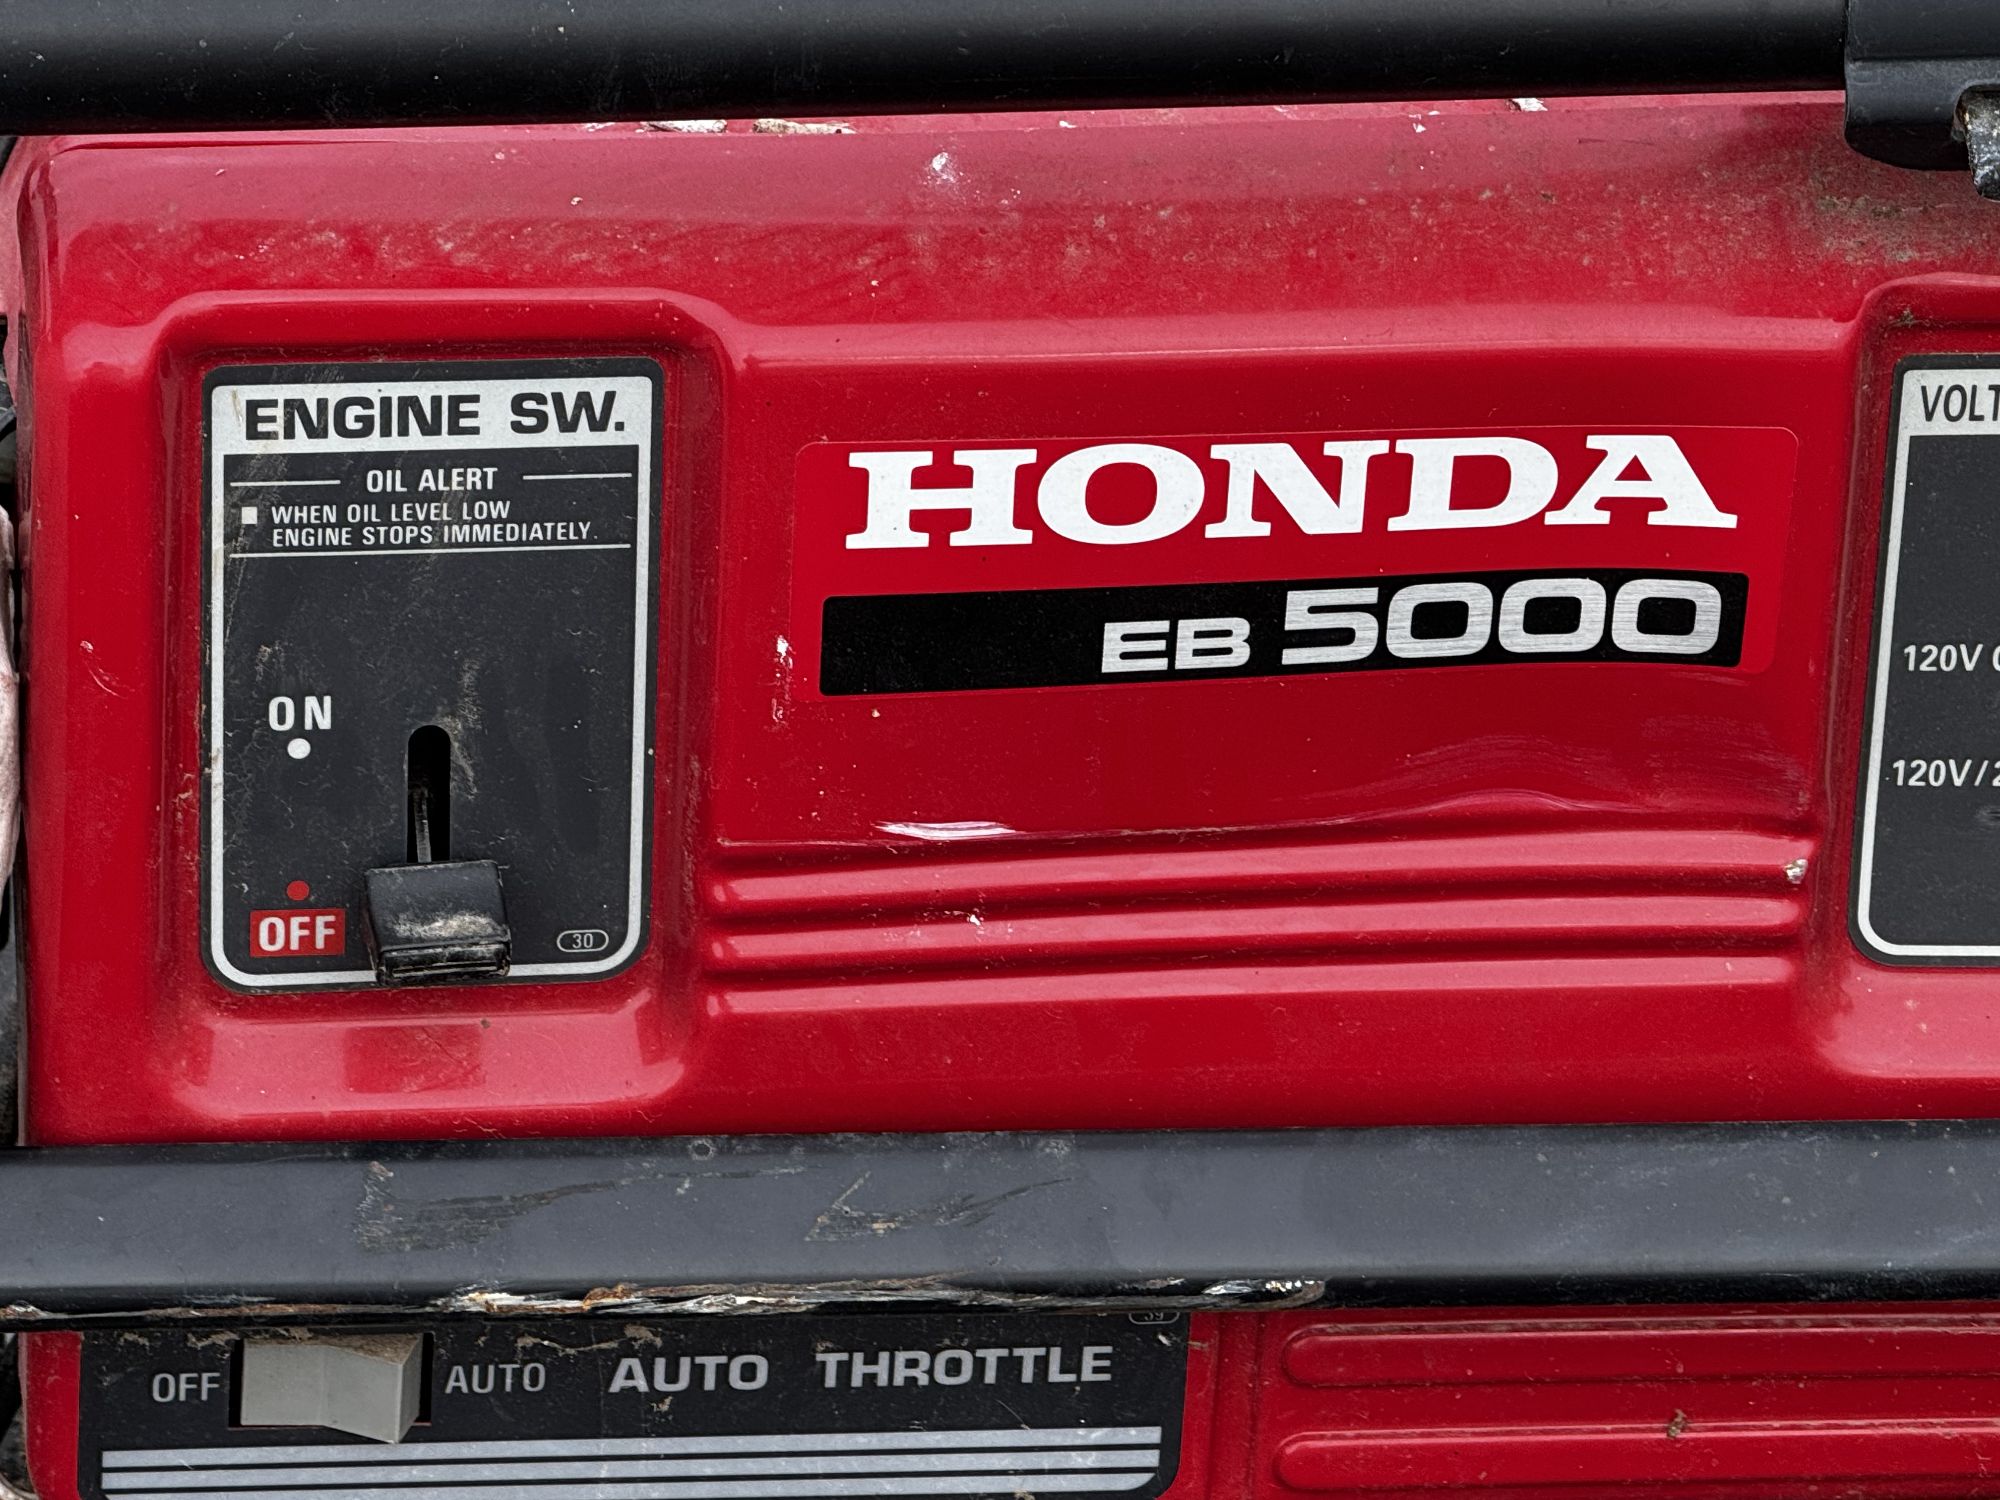 ENGINE SW.
OIL ALERT
WHEN OIL LEVEL LOW
ENGINE STOPS IMMEDIATELY.
ON
OFF
30
HONDA
EB 5000
120V
120V/2
OFF AUTO AUTO THROTTLE